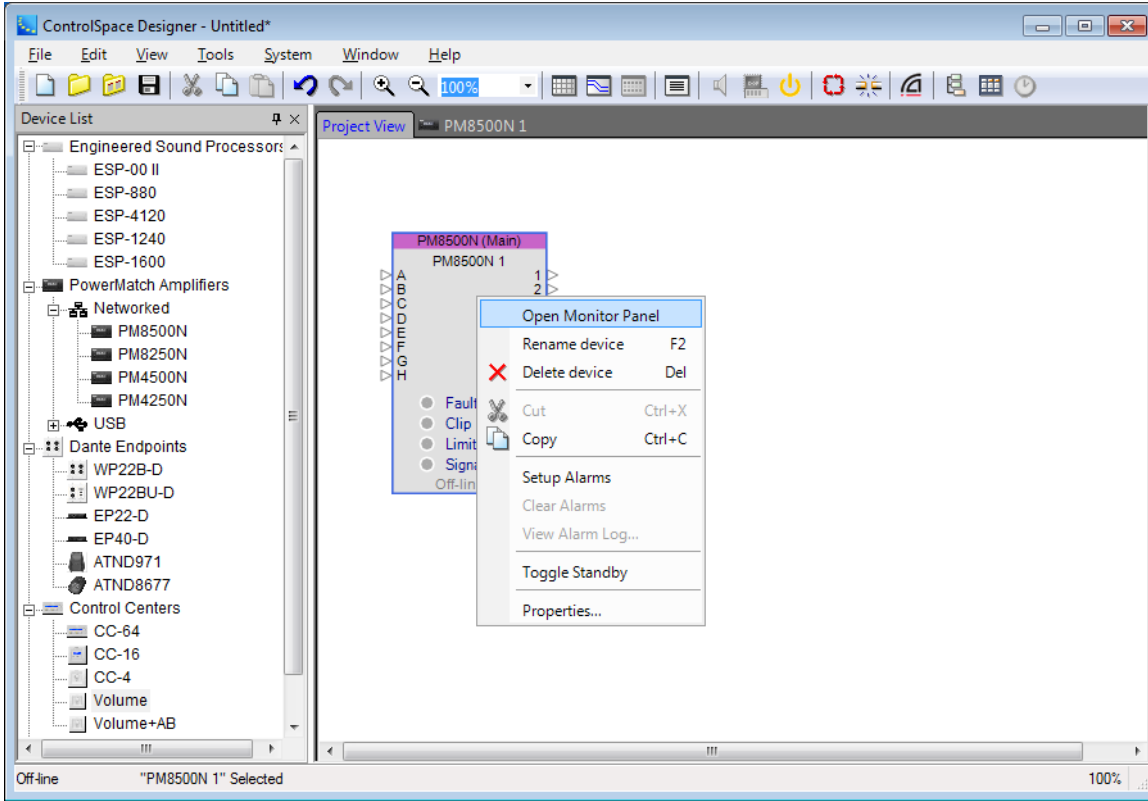 ControlSpace Designer - Untitled*
File Edit View Tools System Window Help
100%
Device List
Project View PM8500N 1
Engineered Sound Processors
ESP-00 II
ESP-880
ESP-4120
ESP-1240
ESP-1600
PowerMatch Amplifiers
Networked
PM8500N
PM8250N
PM4500N
PM4250N
USB
Dante Endpoints
WP22B-D
WP22BU-D
EP22-D
EP40-D
ATND971
ATND8677
Control Centers
CC-64
CC-16
CC-4
Volume
Volume+AB
PM8500N (Main)
PM8500N 1
A 1
B 2
C
D
E
F
G
H
Fault
Clip
Limit
Signa
Off-lin
Open Monitor Panel
Rename device F2
Delete device Del
Cut Ctrl+X
Copy Ctrl+C
Setup Alarms
Clear Alarms
View Alarm Log...
Toggle Standby
Properties...
Off-line "PM8500N 1" Selected 100%